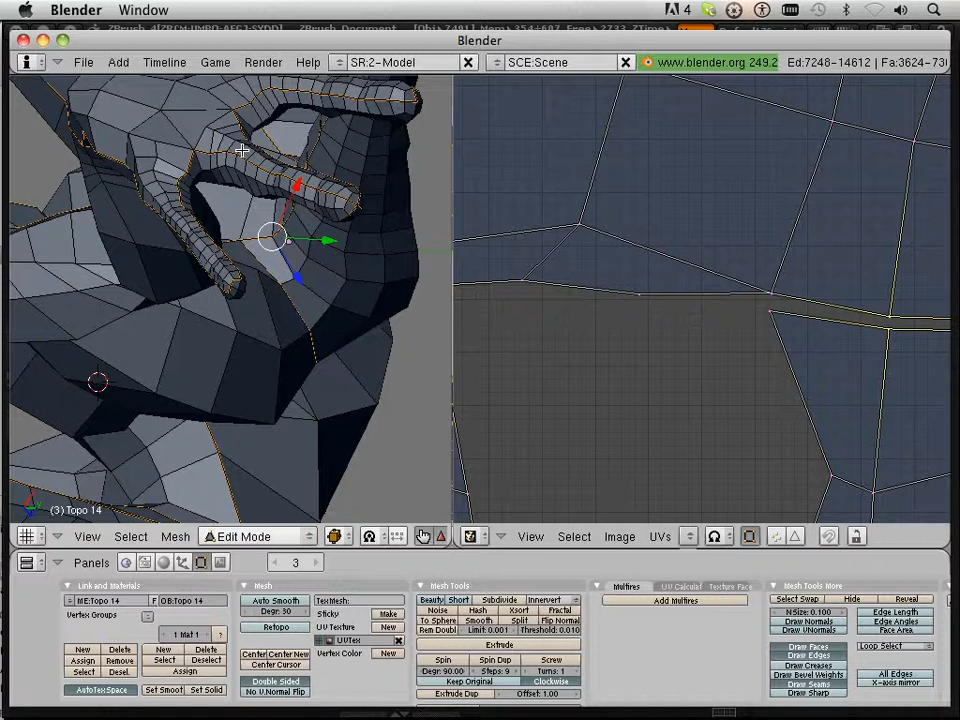 Blender Window 4
Blender
File Add Timeline Game Render Help SR:2-Model SCE:Scene www.blender.org 249.2 Ed:7248-14612 | Fa:3624-730
(3) Topo 14
View Select Mesh Edit Mode View Select Image UVs
Panels 3
Link and Materials
ME:Topo 14 F OB:Topo 14
Vertex Groups
1 Mat 1 ?
New Delete New Delete
Assign Remove Select Deselect
Select Desel. Assign
AutoTexSpace Set Smoot Set Solid
Mesh
Auto Smooth
Degr: 30
Retopo
Center Center New
Center Cursor
Double Sided
No V.Normal Flip
TexMesh:
Sticky Make
UV Texture New
UVTex
Vertex Color New
Mesh Tools
Beauty Short Subdivide Innervert
Noise Hash Xsort Fractal
To Sphere Smooth Split Flip Normal
Rem Doubl Limit: 0.001 Threshold: 0.010
Extrude
Spin Spin Dup Screw
Degr: 90.00 Steps: 9 Turns: 1
Keep Original Clockwise
Extrude Dup Offset: 1.00
Multires UV Calculat Texture Face
Add Multires
Mesh Tools More
Select Swap Hide Reveal
NSize: 0.100
Draw Normals
Draw VNormals
Edge Length
Edge Angles
Face Area
Draw Faces
Draw Edges
Draw Creases
Draw Bevel Weights
Draw Seams
Draw Sharp
Loop Select
All Edges
X-axis mirror